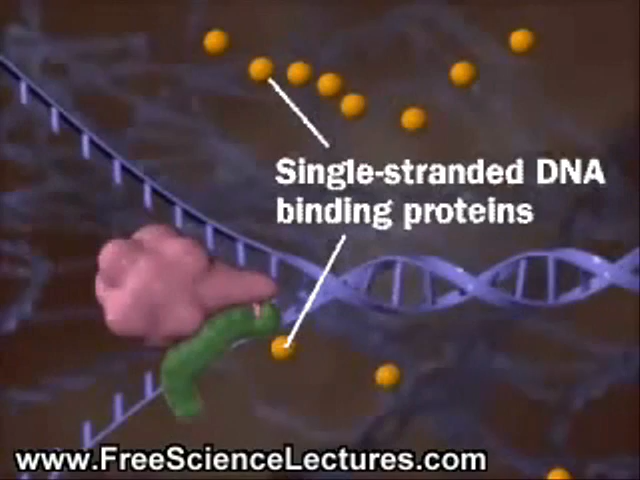 Single-stranded DNA
binding proteins
www.FreeScienceLectures.com